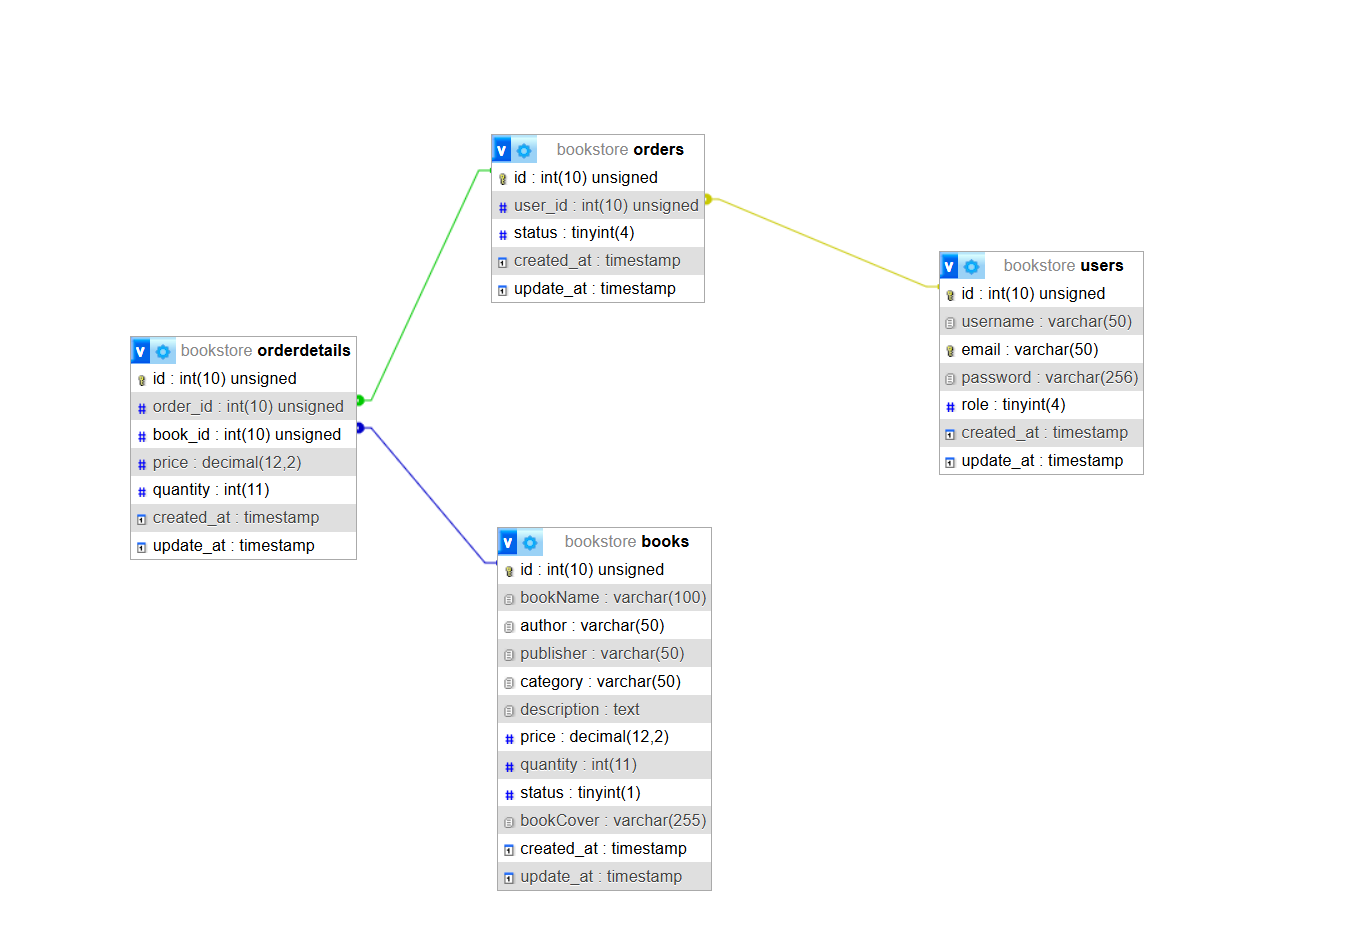 v bookstore orders
id : int(10) unsigned
# user_id : int(10) unsigned
# status : tinyint(4)
created_at : timestamp
update_at : timestamp
v bookstore users
id : int(10) unsigned
username : varchar(50)
email : varchar(50)
password : varchar(256)
# role : tinyint(4)
created_at : timestamp
update_at : timestamp
v bookstore orderdetails
id : int(10) unsigned
# order_id : int(10) unsigned
# book_id : int(10) unsigned
# price : decimal(12,2)
# quantity : int(11)
created_at : timestamp
update_at : timestamp
v bookstore books
id : int(10) unsigned
bookName : varchar(100)
author : varchar(50)
publisher : varchar(50)
category : varchar(50)
description : text
# price : decimal(12,2)
# quantity : int(11)
# status : tinyint(1)
bookCover : varchar(255)
created_at : timestamp
update_at : timestamp